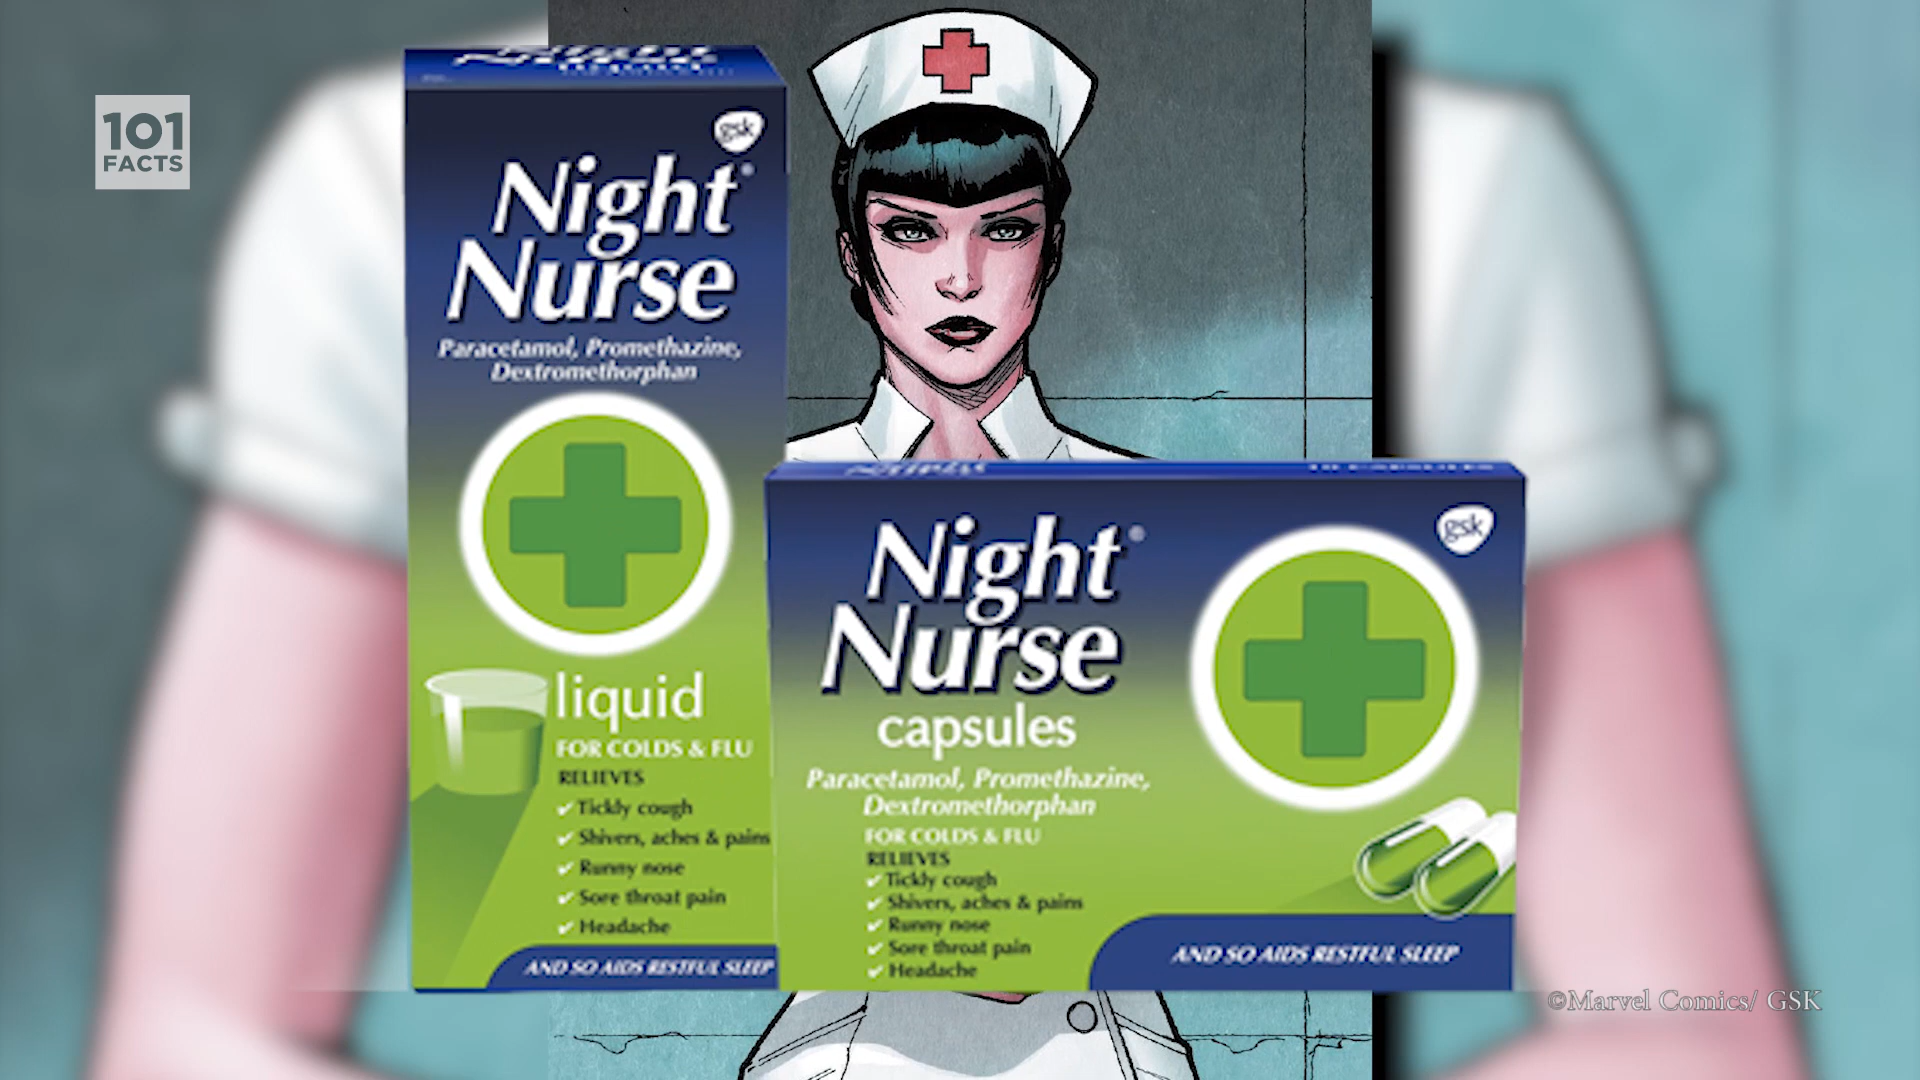 101
FACTS
Night Nurse
gsk
Night
Nurse
Paracetamol, Promethazine,
Dextromethorphan
liquid
FOR COLDS & FLU
RELIEVES
✓ Tickly cough
✓ Shivers, aches & pains
✓ Runny nose
✓ Sore throat pain
✓ Headache
AND SO AIDS RESTFUL SLEEP
gsk
Night
Nurse
capsules
Paracetamol, Promethazine,
Dextromethorphan
FOR COLDS & FLU
RELIEVES
✓ Tickly cough
✓ Shivers, aches & pains
✓ Runny nose
✓ Sore throat pain
✓ Headache
AND SO AIDS RESTFUL SLEEP
©Marvel Comics/ GSK